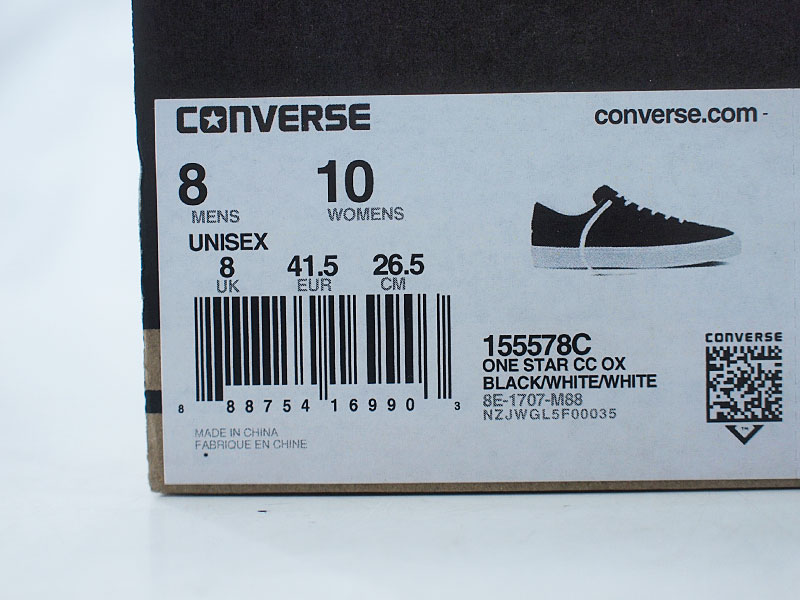 CONVERSE
converse.com
8 10
MENS WOMENS
UNISEX
8 41.5 26.5
UK EUR CM
8 88754 16990 3
MADE IN CHINA
FABRIQUE EN CHINE
155578C
ONE STAR CC OX
BLACK/WHITE/WHITE
8E-1707-M88
NZJWGL5F00035
CONVERSE
TM